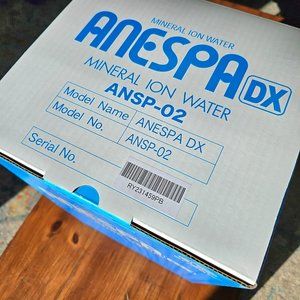 MINERAL ION WATER
ANESPA DX
MINERAL ION WATER
ANSP-02
Model Name ANESPA DX
Model No. ANSP-02
Serial No.
RY231459PB